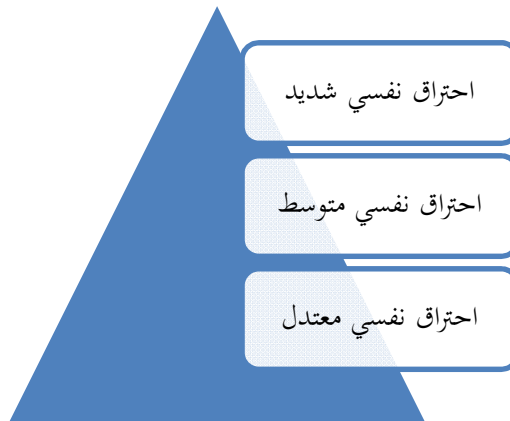 احتراق نفسي شديد
احتراق نفسي متوسط
احتراق نفسي معتدل